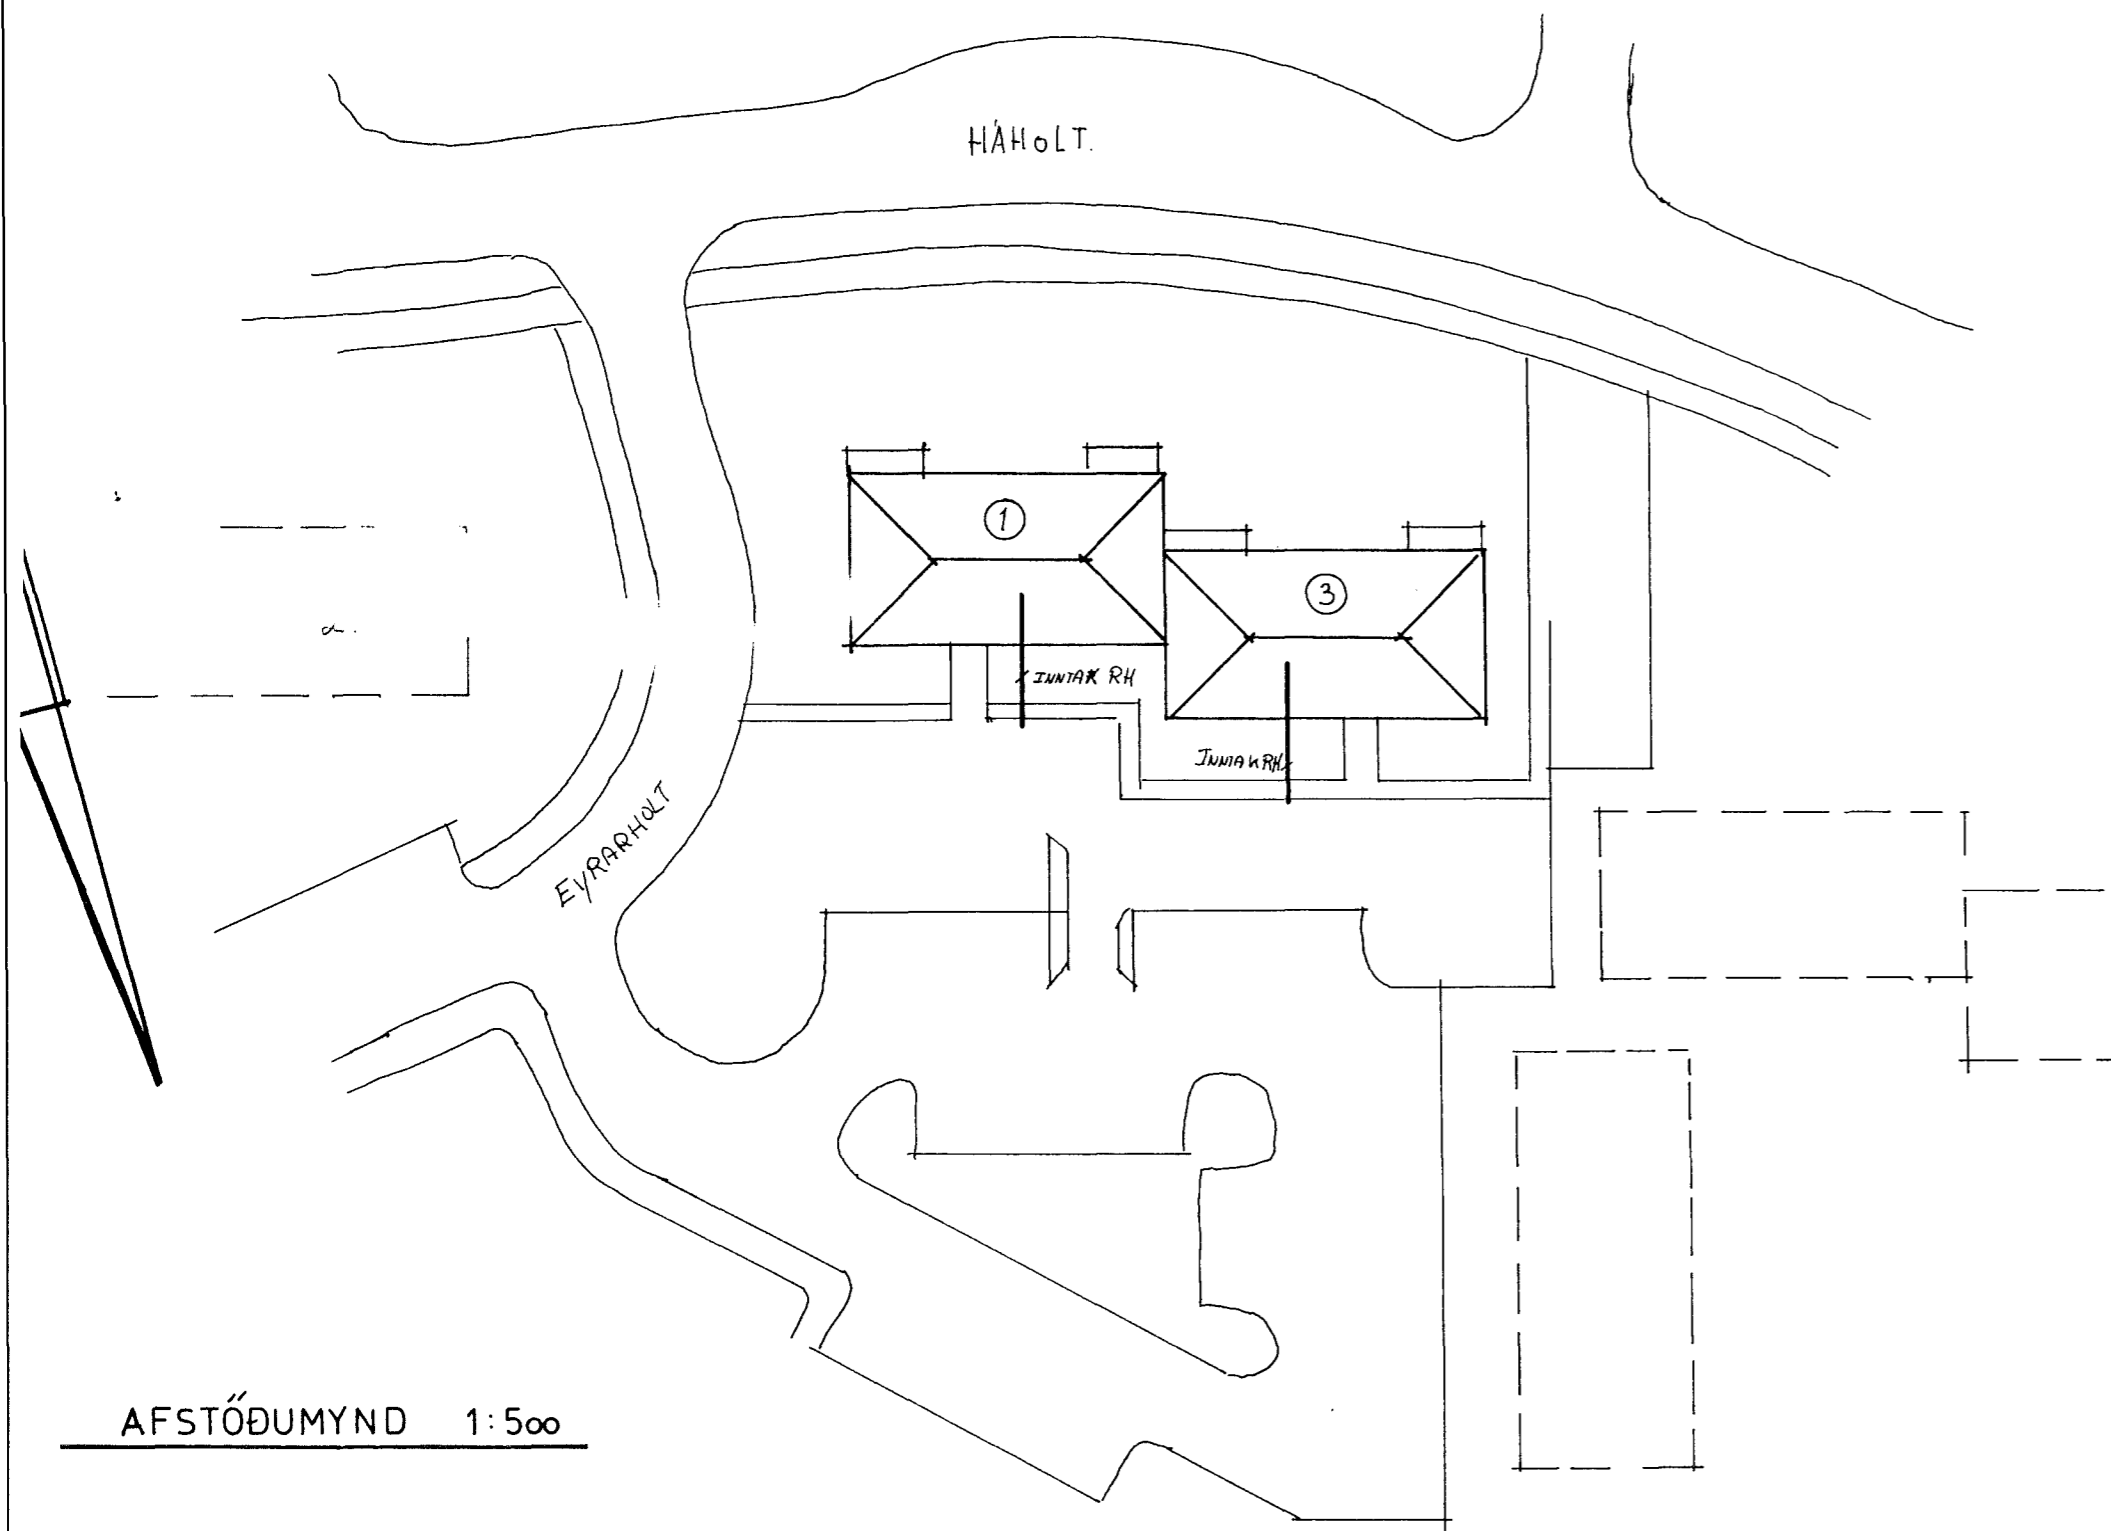 HÁHOLT.
1
3
INNTAK RH
INNTAK RH
EYRARHOLT
AFSTÖÐUMYND 1:500